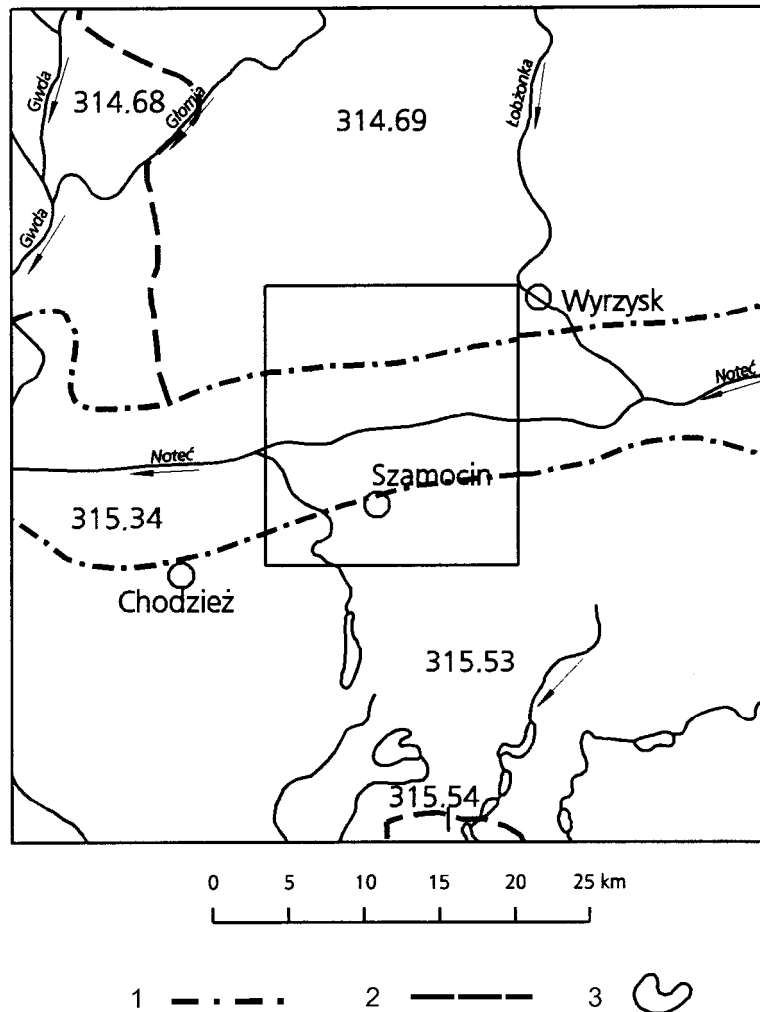 Gwda
314.68
Głomia
314.69
Łobżonka
Gwda
Wyrzysk
Noteć
Noteć
Szamocin
315.34
Chodzież
315.53
315.54
0 5 10 15 20 25 km
1 2 3